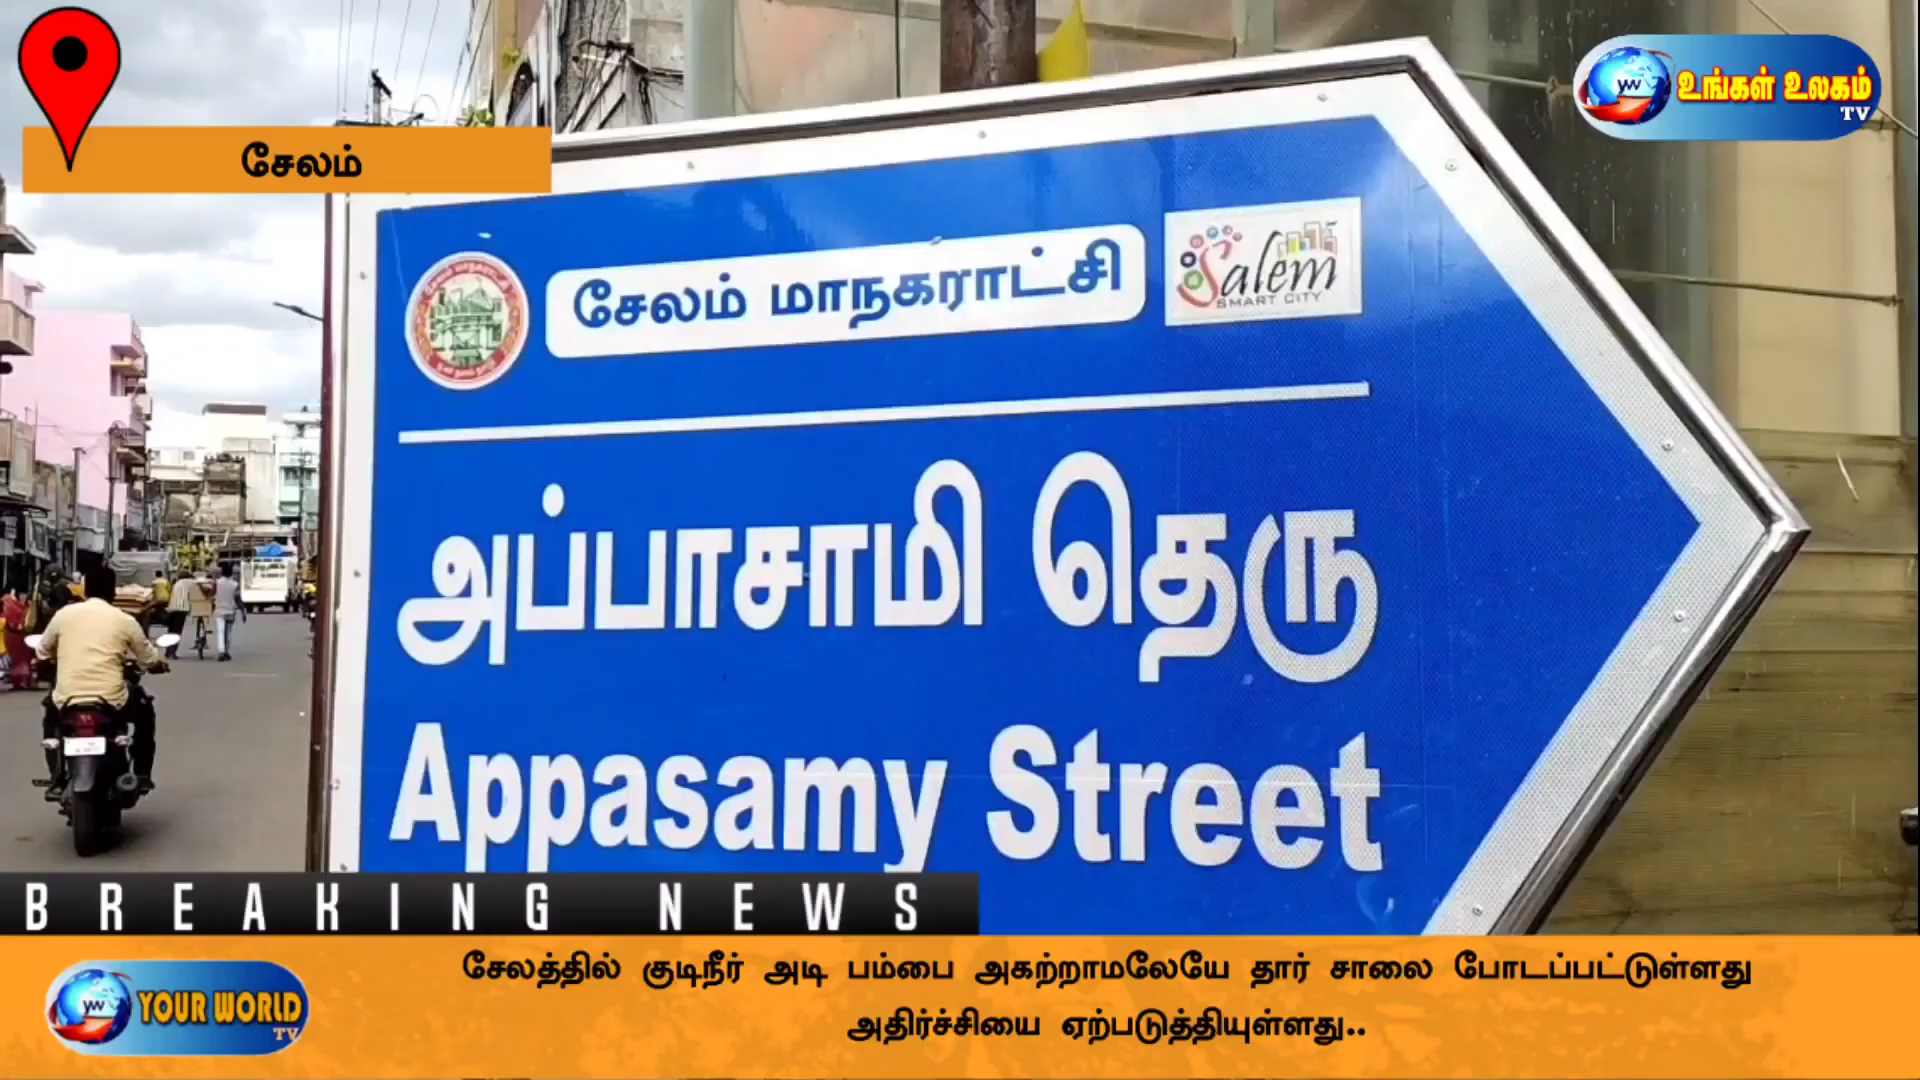 சேலம்
உங்கள் உலகம்
TV
சேலம் மாநகராட்சி
Salem
SMART CITY
அப்பாசாமி தெரு
Appasamy Street
BREAKING NEWS
சேலத்தில் குடிநீர் அடி பம்பை அகற்றாமலேயே தார் சாலை போடப்பட்டுள்ளது
அதிர்ச்சியை ஏற்படுத்தியுள்ளது..
YOUR WORLD
TV